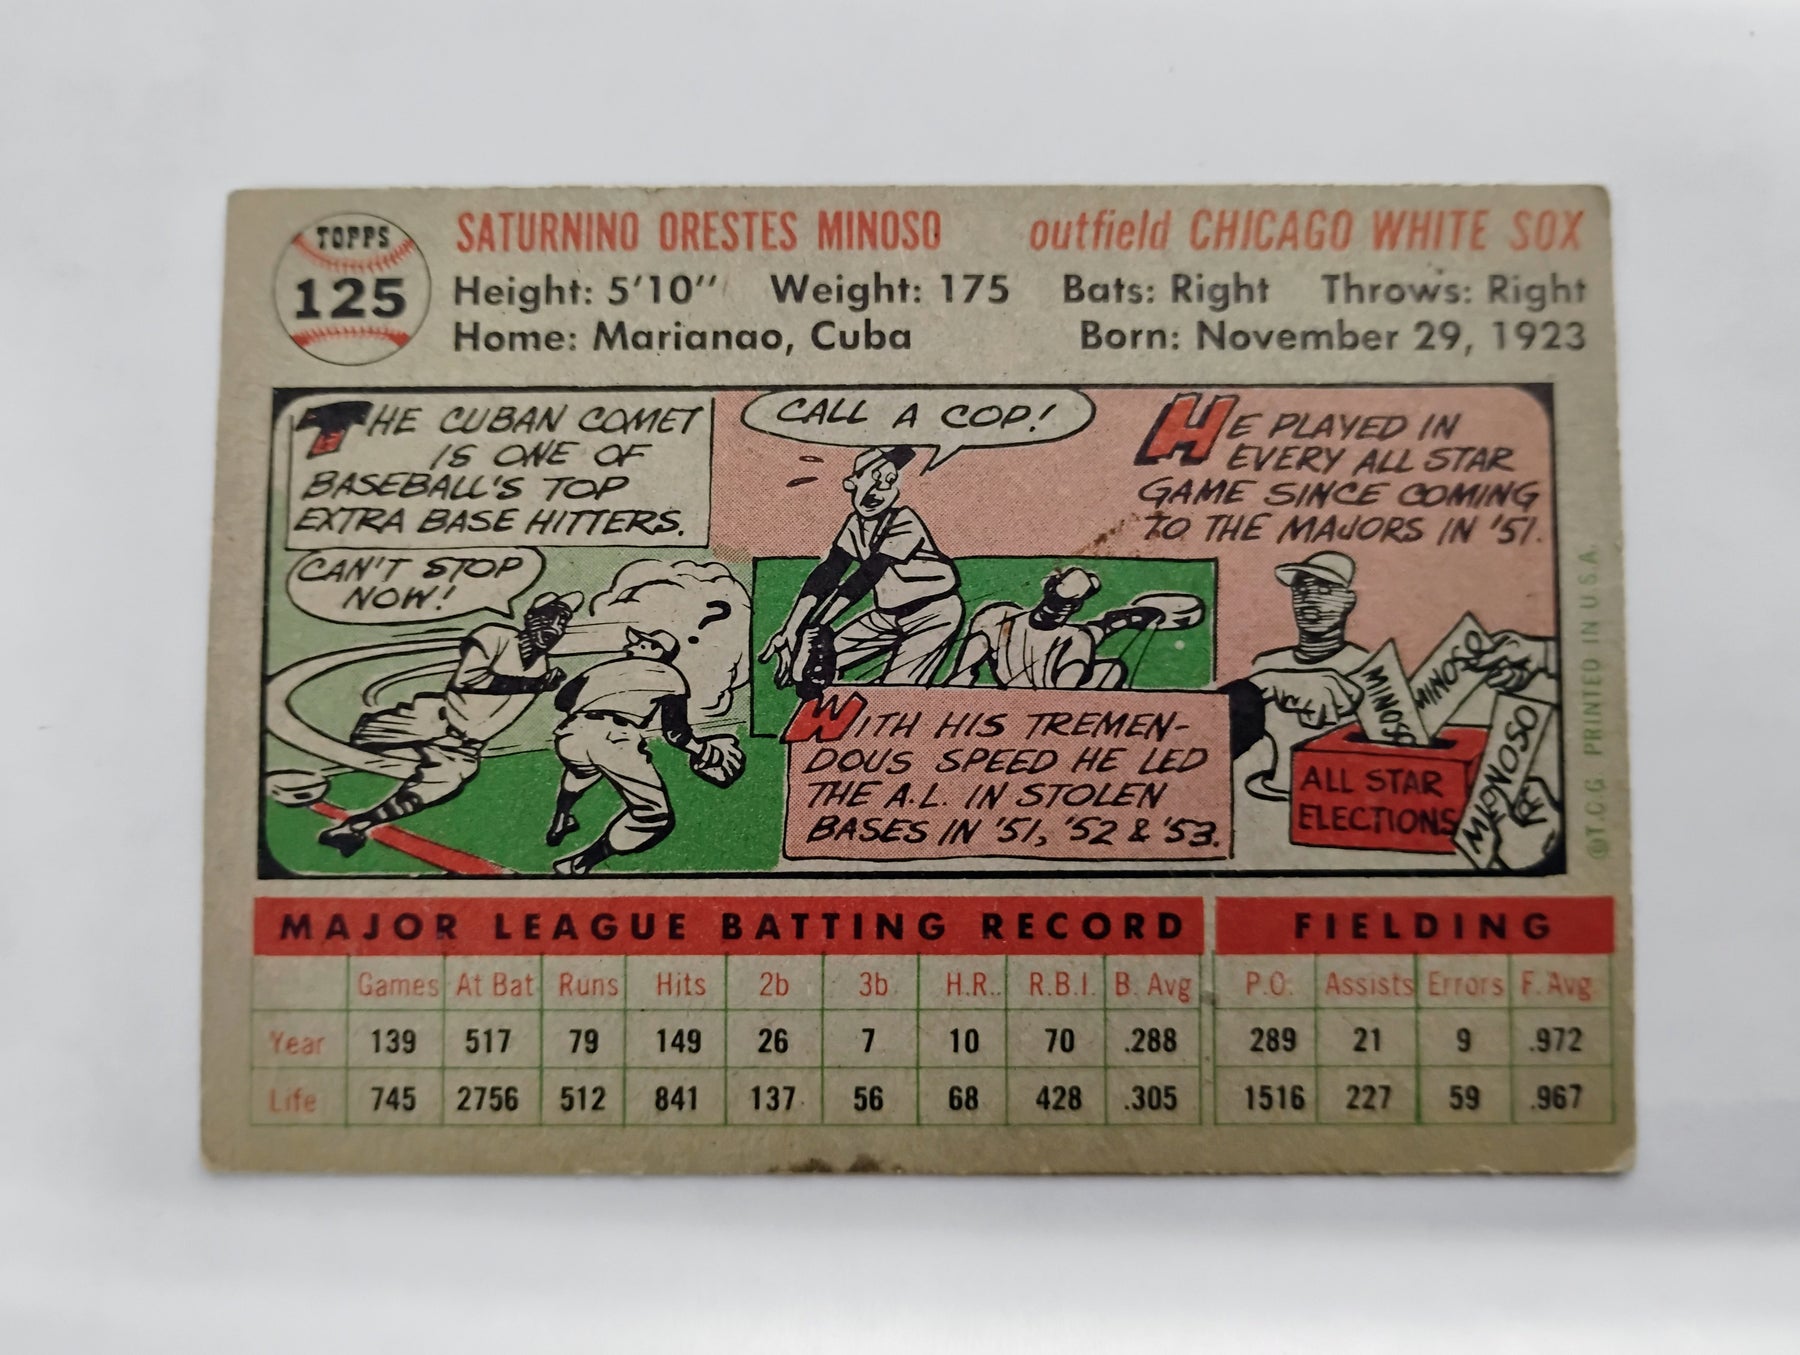 TOPPS
125
SATURNINO ORESTES MINOSO outfield CHICAGO WHITE SOX
Height: 5'10" Weight: 175 Bats: Right Throws: Right
Home: Marianao, Cuba Born: November 29, 1923
THE CUBAN COMET
IS ONE OF
BASEBALL'S TOP
EXTRA BASE HITTERS.
CAN'T STOP
NOW!
?
CALL A COP!
WITH HIS TREMEN-
DOUS SPEED HE LED
THE A.L. IN STOLEN
BASES IN '51, '52 & '53.
HE PLAYED IN
EVERY ALL STAR
GAME SINCE COMING
TO THE MAJORS IN '51.
MINOSO
MINOSO
MINOSO
ALL STAR
ELECTIONS
© T.C.G. PRINTED IN U.S.A.
MAJOR LEAGUE BATTING RECORD FIELDING
Games At Bat Runs Hits 2b 3b H.R. R.B.I. B. Avg P.O. Assists Errors F. Avg
Year 139 517 79 149 26 7 10 70 .288 289 21 9 .972
Life 745 2756 512 841 137 56 68 428 .305 1516 227 59 .967